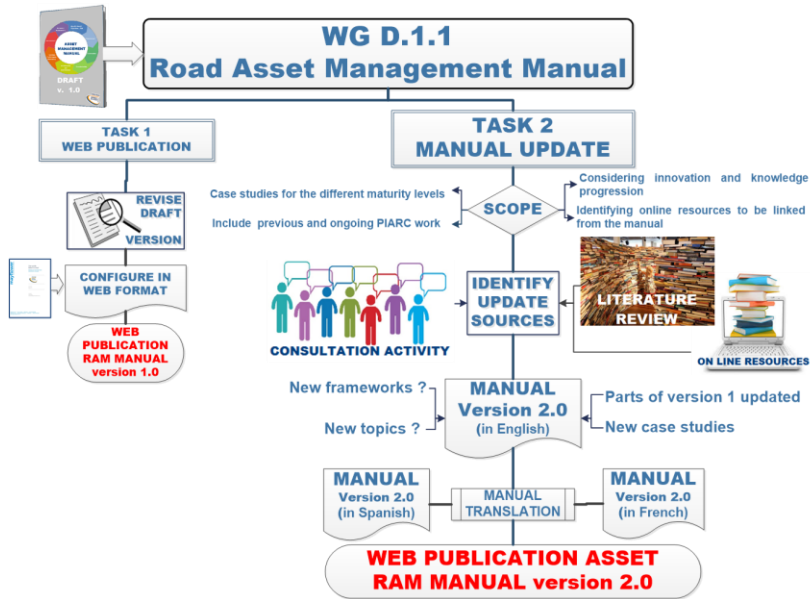 ASSET
MANAGEMENT
MANUAL
DRAFT
v. 1.0
WG D.1.1
Road Asset Management Manual
TASK 1
WEB PUBLICATION
REVISE
DRAFT
VERSION
CONFIGURE IN
WEB FORMAT
WEB
PUBLICATION
RAM MANUAL
version 1.0
TASK 2
MANUAL UPDATE
Case studies for the different maturity levels
Include previous and ongoing PIARC work
SCOPE
Considering innovation and knowledge
progression
Identifying online resources to be linked
from the manual
CONSULTATION ACTIVITY
IDENTIFY
UPDATE
SOURCES
LITERATURE
REVIEW
ON LINE RESOURCES
New frameworks ?
New topics ?
MANUAL
Version 2.0
(in English)
Parts of version 1 updated
New case studies
MANUAL
Version 2.0
(in Spanish)
MANUAL
TRANSLATION
MANUAL
Version 2.0
(in French)
WEB PUBLICATION ASSET
RAM MANUAL version 2.0